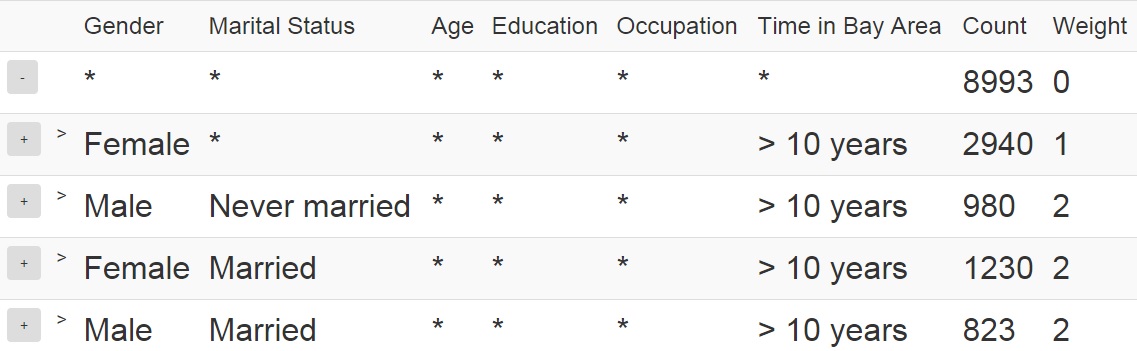 Gender Marital Status Age Education Occupation Time in Bay Area Count Weight
- * * * * * * 8993 0
+ > Female * * * * > 10 years 2940 1
+ > Male Never married * * * > 10 years 980 2
+ > Female Married * * * > 10 years 1230 2
+ > Male Married * * * > 10 years 823 2